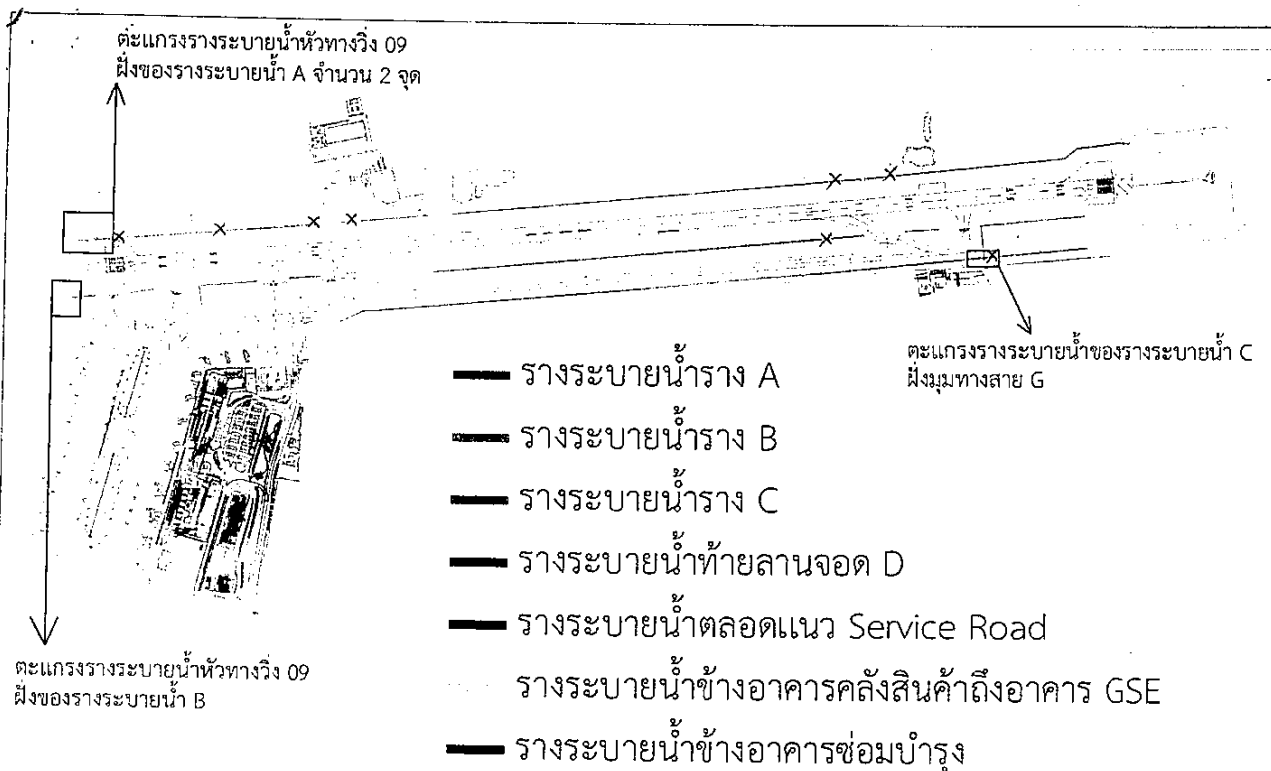 ตะแกรงรางระบายน้ำหัวทางวิ่ง 09
ฝั่งของรางระบายน้ำ A จำนวน 2 จุด
ตะแกรงรางระบายน้ำของรางระบายน้ำ C
ฝั่งมุมทางสาย G
รางระบายน้ำราง A
รางระบายน้ำราง B
รางระบายน้ำราง C
รางระบายน้ำท้ายลานจอด D
รางระบายน้ำตลอดแนว Service Road
ตะแกรงรางระบายน้ำหัวทางวิ่ง 09
ฝั่งของรางระบายน้ำ B
รางระบายน้ำข้างอาคารคลังสินค้าถึงอาคาร GSE
รางระบายน้ำข้างอาคารซ่อมบำรุง